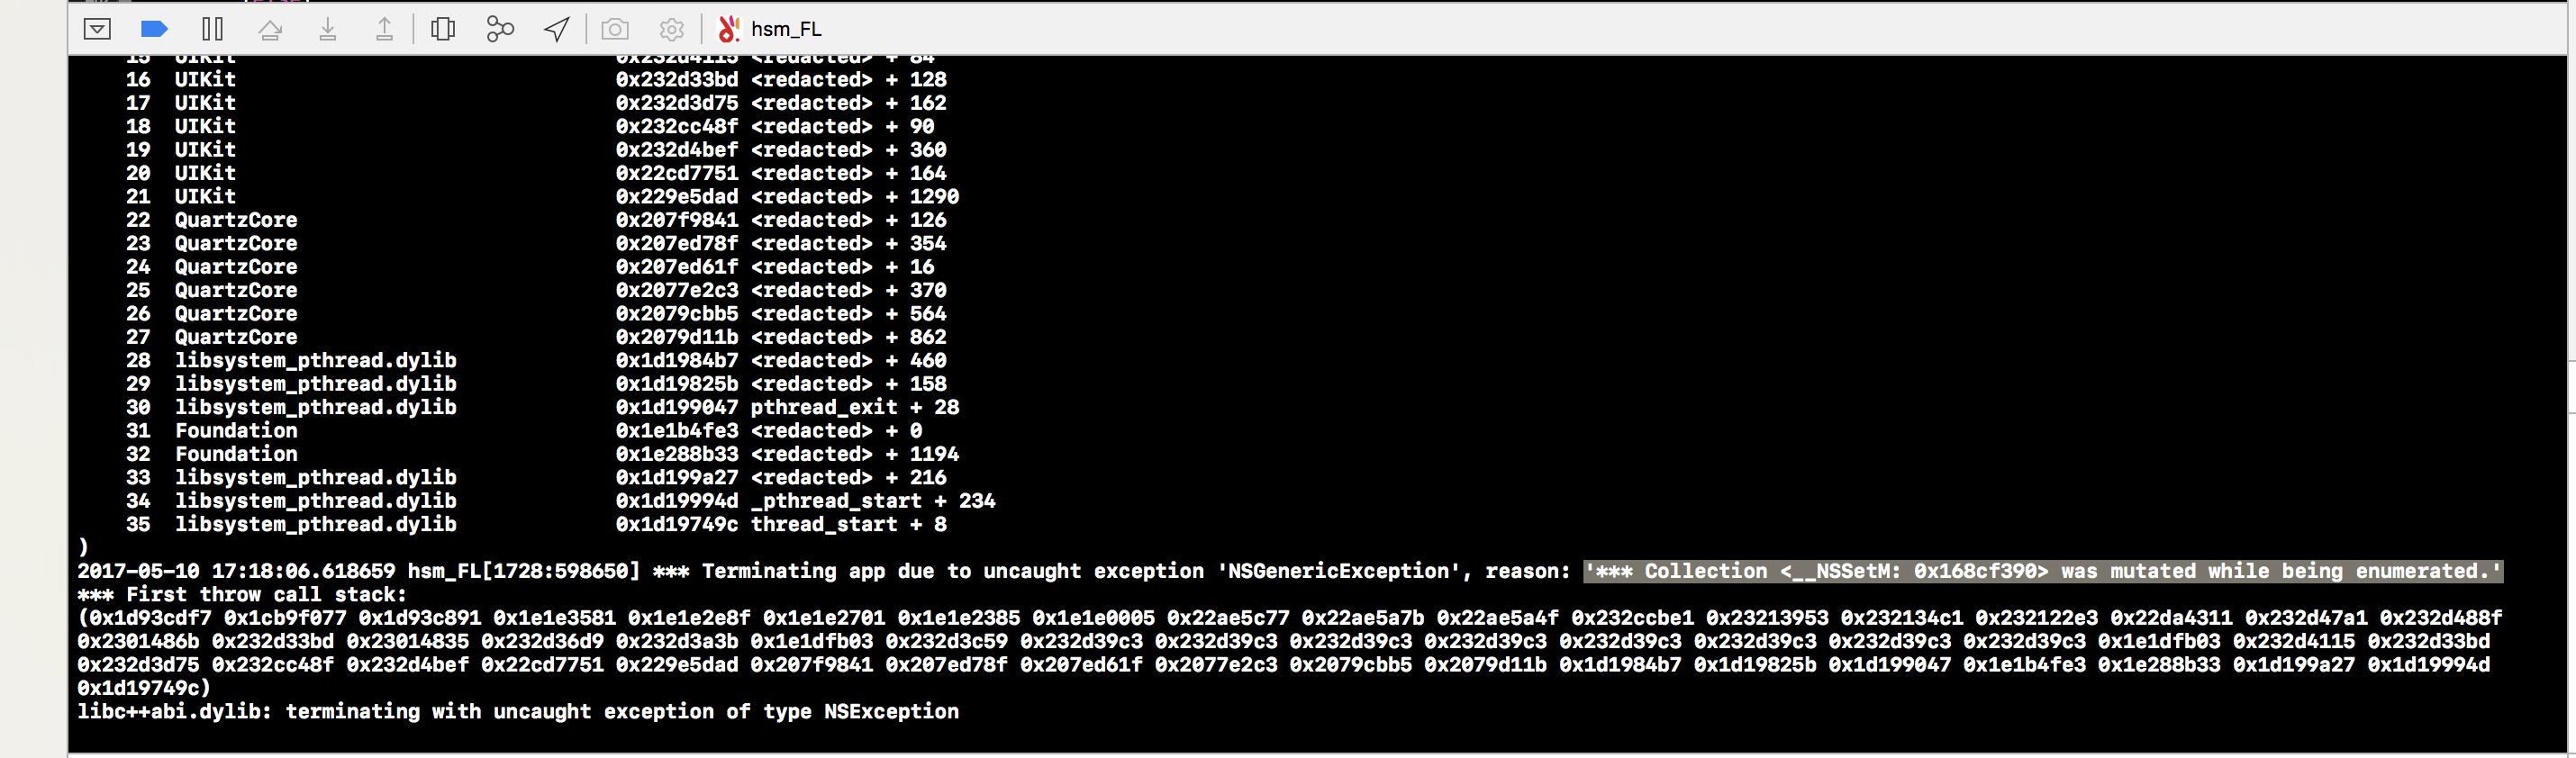 hsm_FL
15 UIKit 0x232d4115 <redacted> + 84
16 UIKit 0x232d33bd <redacted> + 128
17 UIKit 0x232d3d75 <redacted> + 162
18 UIKit 0x232cc48f <redacted> + 90
19 UIKit 0x232d4bef <redacted> + 360
20 UIKit 0x22cd7751 <redacted> + 164
21 UIKit 0x229e5dad <redacted> + 1290
22 QuartzCore 0x207f9841 <redacted> + 126
23 QuartzCore 0x207ed78f <redacted> + 354
24 QuartzCore 0x207ed61f <redacted> + 16
25 QuartzCore 0x2077e2c3 <redacted> + 370
26 QuartzCore 0x2079cbb5 <redacted> + 564
27 QuartzCore 0x2079d11b <redacted> + 862
28 libsystem_pthread.dylib 0x1d1984b7 <redacted> + 460
29 libsystem_pthread.dylib 0x1d19825b <redacted> + 158
30 libsystem_pthread.dylib 0x1d199047 pthread_exit + 28
31 Foundation 0x1e1b4fe3 <redacted> + 0
32 Foundation 0x1e288b33 <redacted> + 1194
33 libsystem_pthread.dylib 0x1d199a27 <redacted> + 216
34 libsystem_pthread.dylib 0x1d19994d _pthread_start + 234
35 libsystem_pthread.dylib 0x1d19749c thread_start + 8
)
2017-05-10 17:18:06.618659 hsm_FL[1728:598650] *** Terminating app due to uncaught exception 'NSGenericException', reason: '*** Collection <__NSSetM: 0x168cf390> was mutated while being enumerated.'
*** First throw call stack:
(0x1d93cdf7 0x1cb9f077 0x1d93c891 0x1e1e3581 0x1e1e2e8f 0x1e1e2701 0x1e1e2385 0x1e1e0005 0x22ae5c77 0x22ae5a7b 0x22ae5a4f 0x232ccbe1 0x23213953 0x232134c1 0x232122e3 0x22da4311 0x232d47a1 0x232d488f
0x2301486b 0x232d33bd 0x23014835 0x232d36d9 0x232d3a3b 0x1e1dfb03 0x232d3c59 0x232d39c3 0x232d39c3 0x232d39c3 0x232d39c3 0x232d39c3 0x232d39c3 0x232d39c3 0x232d39c3 0x1e1dfb03 0x232d4115 0x232d33bd
0x232d3d75 0x232cc48f 0x232d4bef 0x22cd7751 0x229e5dad 0x207f9841 0x207ed78f 0x207ed61f 0x2077e2c3 0x2079cbb5 0x2079d11b 0x1d1984b7 0x1d19825b 0x1d199047 0x1e1b4fe3 0x1e288b33 0x1d199a27 0x1d19994d
0x1d19749c)
libc++abi.dylib: terminating with uncaught exception of type NSException